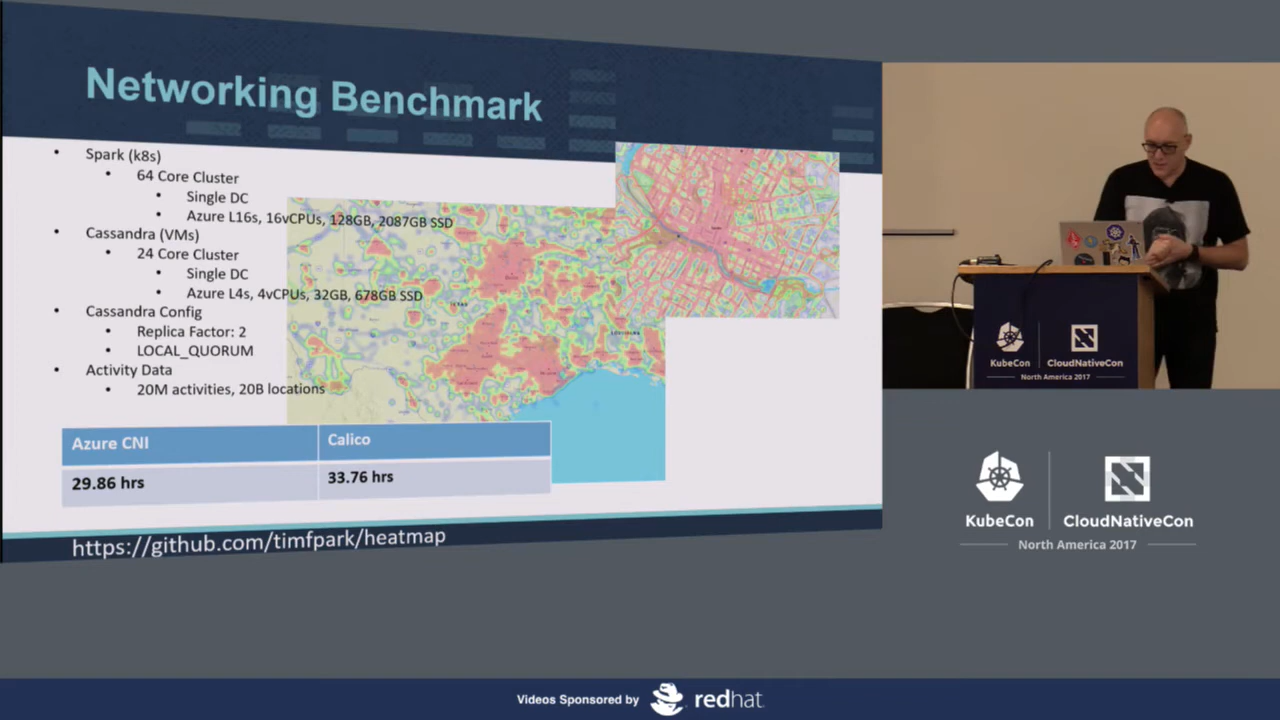 Networking Benchmark
• Spark (k8s)
• 64 Core Cluster
• Single DC
• Azure L16s, 16vCPUs, 128GB, 2087GB SSD
• Cassandra (VMs)
• 24 Core Cluster
• Single DC
• Azure L4s, 4vCPUs, 32GB, 678GB SSD
• Cassandra Config
• Replica Factor: 2
• LOCAL_QUORUM
• Activity Data
• 20M activities, 20B locations
Azure CNI Calico
29.86 hrs 33.76 hrs
https://github.com/timfpark/heatmap
KubeCon CloudNativeCon
North America 2017
KubeCon CloudNativeCon
North America 2017
Videos Sponsored by redhat